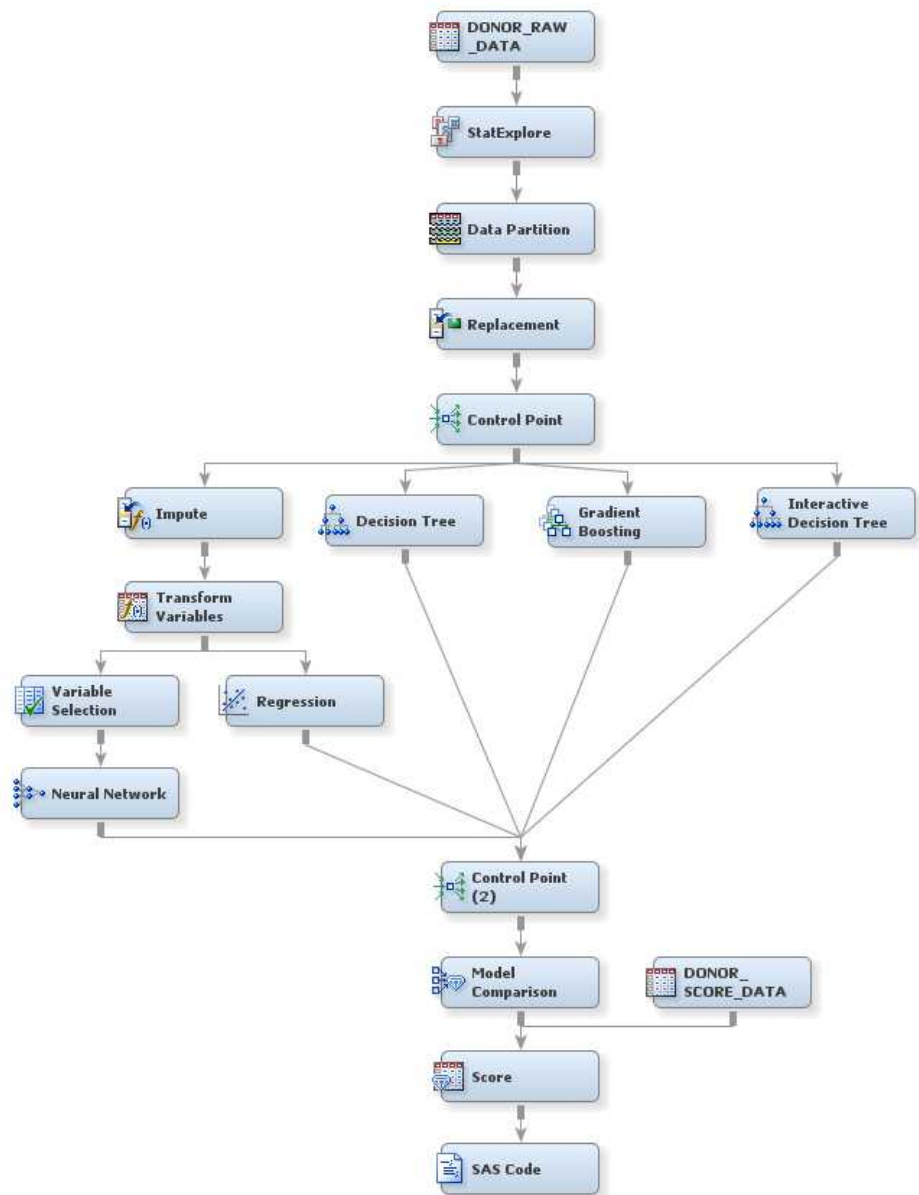 DONOR_RAW
_DATA
StatExplore
Data Partition
Replacement
Control Point
Impute
Decision Tree
Gradient
Boosting
Interactive
Decision Tree
Transform
Variables
Variable
Selection
Regression
Neural Network
Control Point
(2)
Model
Comparison
DONOR_
SCORE_DATA
Score
SAS Code